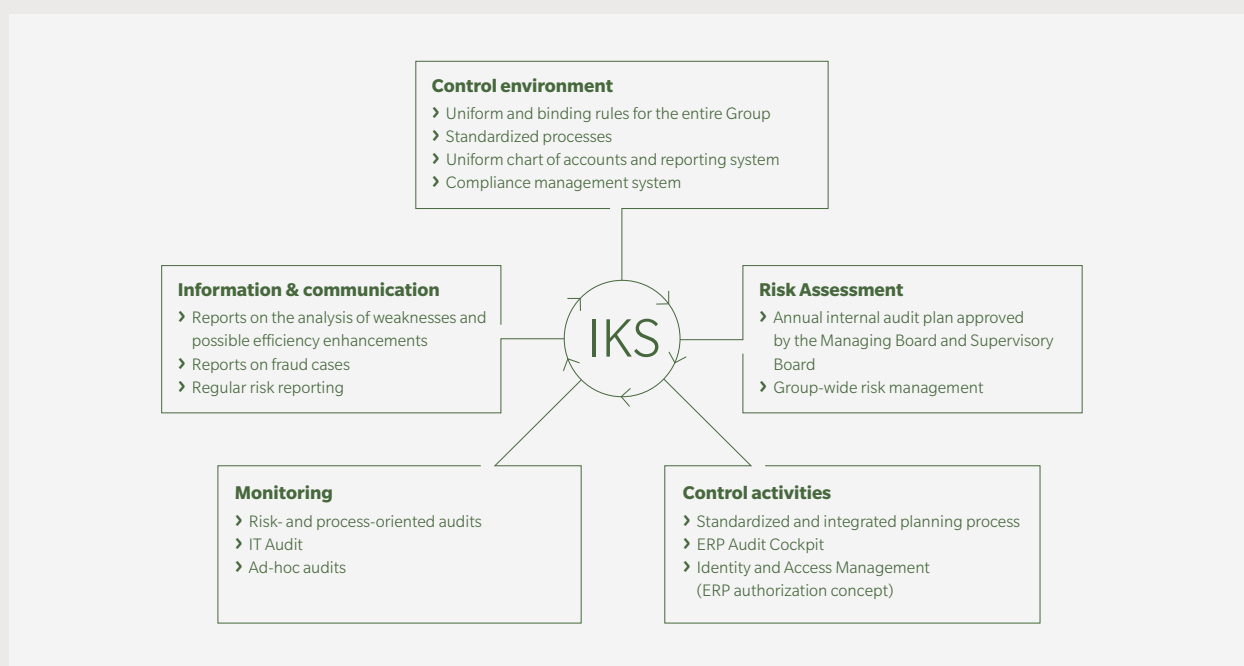 Control environment
› Uniform and binding rules for the entire Group
› Standardized processes
› Uniform chart of accounts and reporting system
› Compliance management system
Information & communication
› Reports on the analysis of weaknesses and
possible efficiency enhancements
› Reports on fraud cases
› Regular risk reporting
IKS
Risk Assessment
› Annual internal audit plan approved
by the Managing Board and Supervisory
Board
› Group-wide risk management
Monitoring
› Risk- and process-oriented audits
› IT Audit
› Ad-hoc audits
Control activities
› Standardized and integrated planning process
› ERP Audit Cockpit
› Identity and Access Management
(ERP authorization concept)